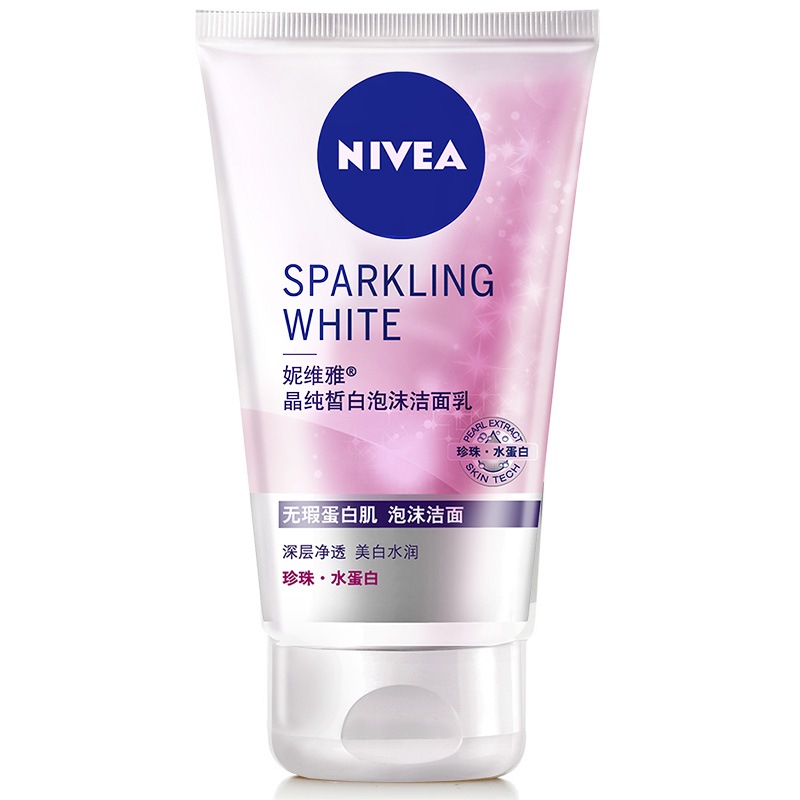 NIVEA
SPARKLING
WHITE
妮维雅®
晶纯皙白泡沫洁面乳
PEARL EXTRACT
珍珠·水蛋白
SKIN TECH
无瑕蛋白肌 泡沫洁面
深层净透 美白水润
珍珠·水蛋白